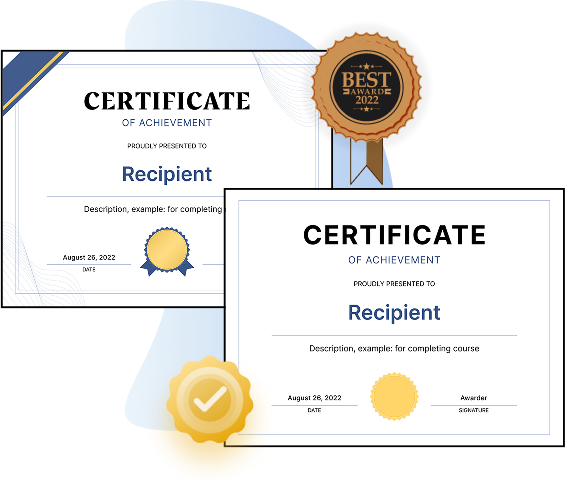 CERTIFICATE
OF ACHIEVEMENT
PROUDLY PRESENTED TO
Recipient
Description, example: for completing
August 26, 2022
DATE
BEST
AWARD
2022
CERTIFICATE
OF ACHIEVEMENT
PROUDLY PRESENTED TO
Recipient
Description, example: for completing course
August 26, 2022
Awarder
DATE
SIGNATURE